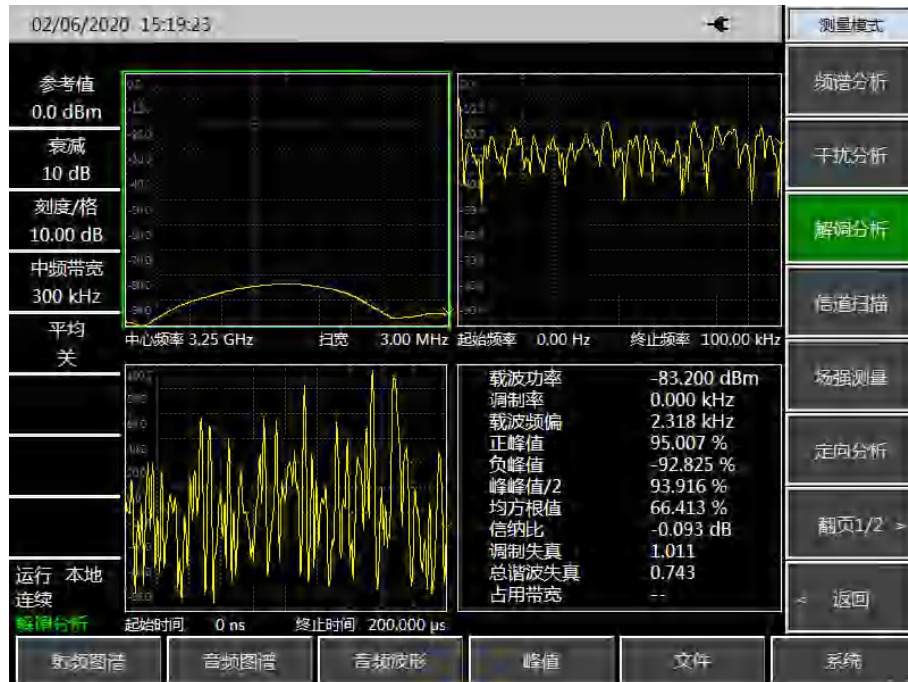 02/06/2020 15:19:23
测量模式
参考值
0.0 dBm
衰减
10 dB
刻度/格
10.00 dB
中频带宽
300 kHz
平均
关
中心频率 3.25 GHz 扫宽 3.00 MHz
起始频率 0.00 Hz 终止频率 100.00 kHz
载波功率 -83.200 dBm
调制率 0.000 kHz
载波频偏 2.318 kHz
正峰值 95.007 %
负峰值 -92.825 %
峰峰值/2 93.916 %
均方根值 66.413 %
信纳比 -0.093 dB
调制失真 1.011
总谐波失真 0.743
占用带宽 --
起始时间 0 ns 终止时间 200.000 μs
运行 本地
连续
解调分析
频谱分析
干扰分析
解调分析
信道扫描
场强测量
定向分析
翻页1/2 >
< 返回
射频图谱
音频图谱
音频波形
峰值
文件
系统